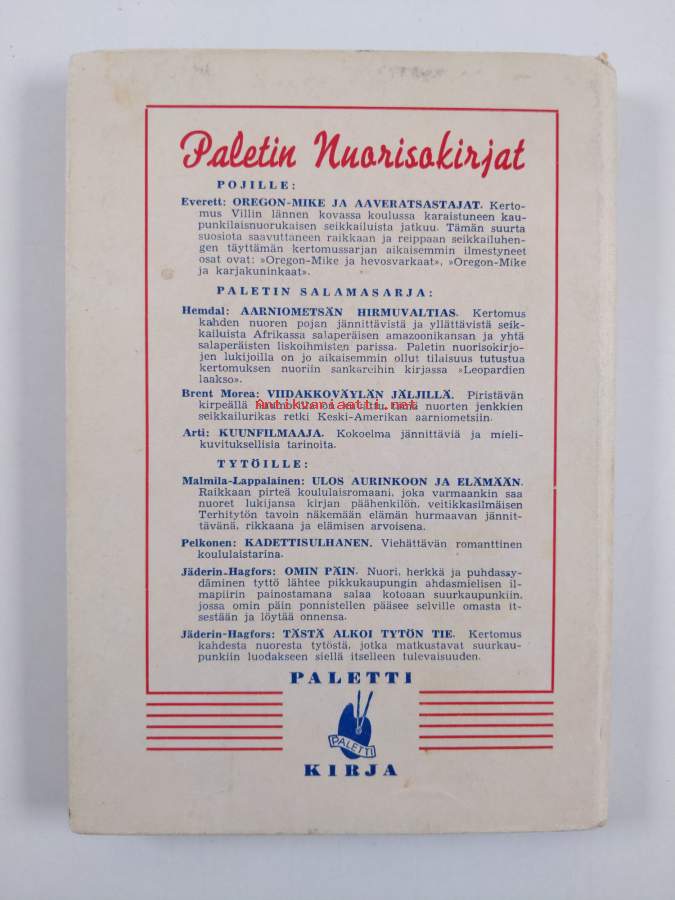 Paletin Nuorisokirjat
POJILLE:
Everett: OREGON-MIKE JA AAVERATSASTAJAT. Kerto-
mus Villin lännen kovassa koulussa karaistuneen kau-
punkilaisnuorukaisen seikkailuista jatkuu. Tämän suurta
suosiota saavuttaneen raikkaan ja reippaan seikkailuhen-
gen täyttämän kertomussarjan aikaisemmin ilmestyneet
osat ovat: »Oregon-Mike ja hevosvarkaat», »Oregon-Mike
ja karjakuninkaat».
PALETIN SALAMASARJA:
Hemdal: AARNIOMETSÄN HIRMUVALTIAS. Kertomus
kahden nuoren pojan jännittävistä ja yllättävistä seik-
kailuista Afrikassa salaperäisen amazoonikansan ja yhtä
salaperäisten liskoihmisten parissa. Paletin nuorisokirjo-
jen lukijoilla on jo aikaisemmin ollut tilaisuus tutustua
kertomuksen nuoriin sankareihin kirjassa »Leopardien
laakso».
Brent Morea: VIIDAKKOVÄYLÄN JÄLJILLÄ. Piristävän
kirpeällä huumorilla on nuorten jenkkien
seikkailurikas retki Keski-Amerikan aarniometsiin.
Antikvariaatti.net
Arti: KUUNFILMAAJA. Kokoelma jännittäviä ja mieli-
kuvituksellisia tarinoita.
TYTÖILLE:
Malmila-Lappalainen: ULOS AURINKOON JA ELÄMÄÄN.
Raikkaan pirteä koululaisromaani, joka varmaankin saa
nuoret lukijansa kirjan päähenkilön, veitikkasilmäisen
Terhitytön tavoin näkemään elämän hurmaavan jännit-
tävänä, rikkaana ja elämisen arvoisena.
Pelkonen: KADETTISULHANEN. Viehättävän romanttinen
koululaistarina.
Jäderin-Hagfors: OMIN PÄIN. Nuori, herkkä ja puhdassy-
däminen tyttö lähtee pikkukaupungin ahdasmielisen il-
mapiirin painostamana salaa kotoaan suurkaupunkiin,
jossa omin päin ponnistellen pääsee selville omasta it-
sestään ja löytää onnensa.
Jäderin-Hagfors: TÄSTÄ ALKOI TYTÖN TIE. Kertomus
kahdesta nuoresta tytöstä, jotka matkustavat suurkau-
punkiin luodakseen siellä itselleen tulevaisuuden.
PALETTI
PALETTI
KIRJA